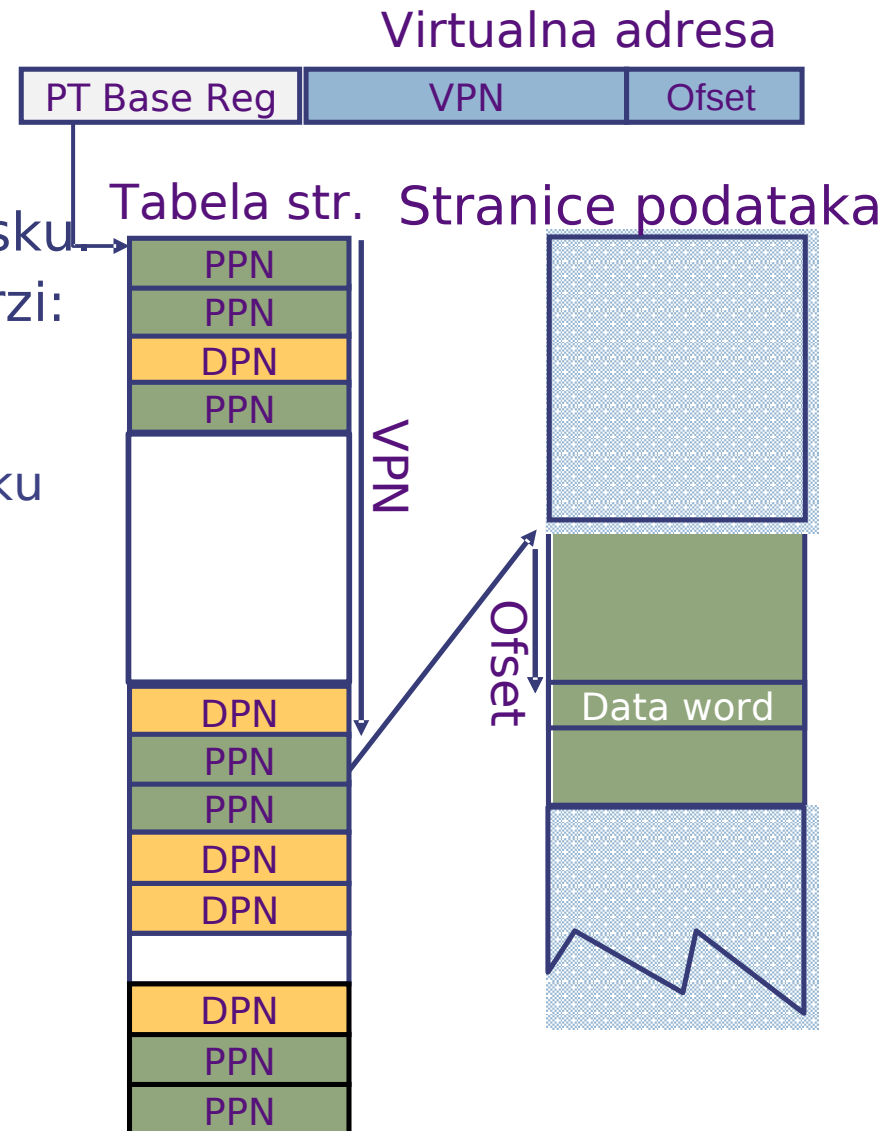 Virtualna adresa
PT Base Reg VPN Ofset
Tabela str. Stranice podataka
PPN
PPN
DPN
PPN
VPN
Ofset
DPN
Data word
PPN
PPN
DPN
DPN
DPN
PPN
PPN